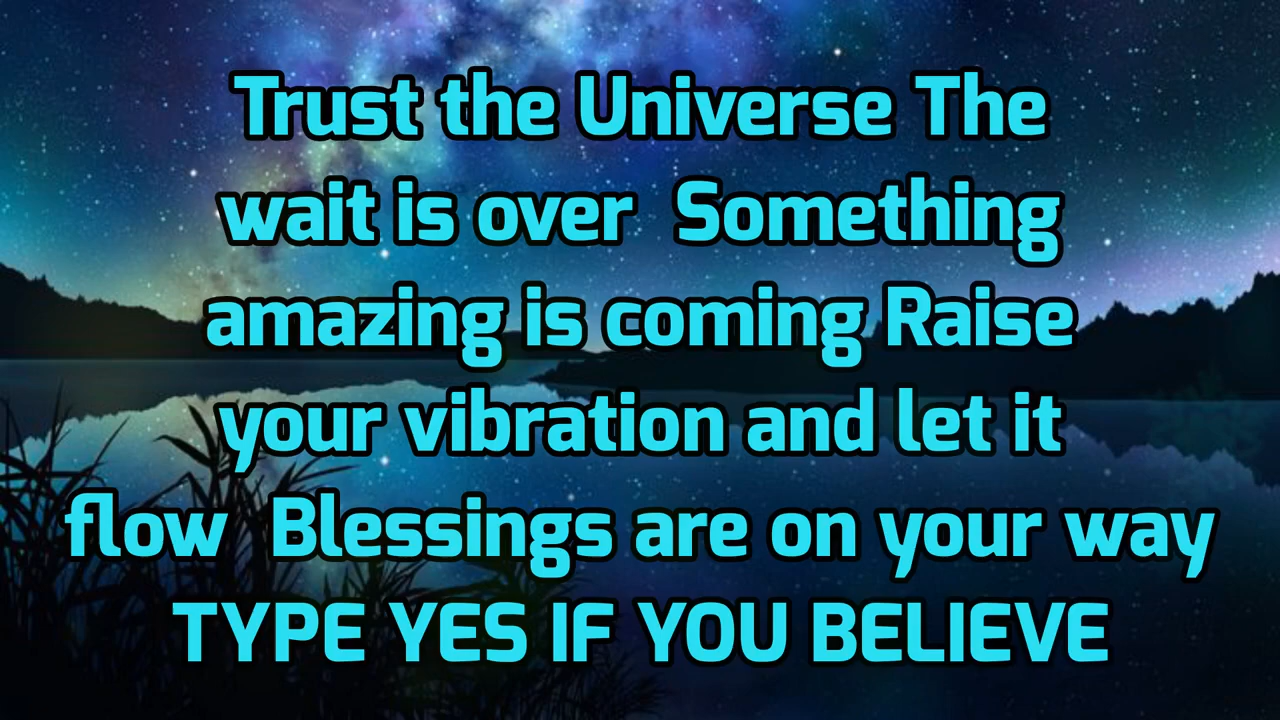 Trust the Universe The
wait is over  Something
amazing is coming Raise
your vibration and let it
flow  Blessings are on your way
TYPE YES IF YOU BELIEVE